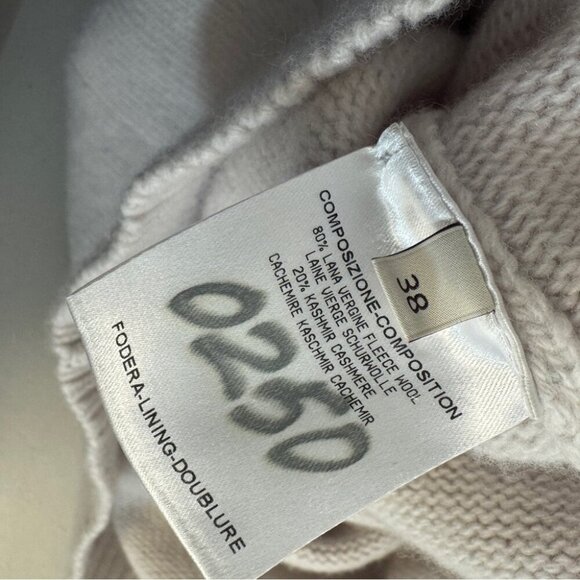 COMPOSIZIONE-COMPOSITION
80% LANA VERGINE FLEECE WOOL
LAINE VIERGE SCHURWOLLE
20% KASHMIR CASHMERE
CACHEMIRE KASCHMIR CACHEMIR
0250
FODERA-LINING-DOUBLURE
38